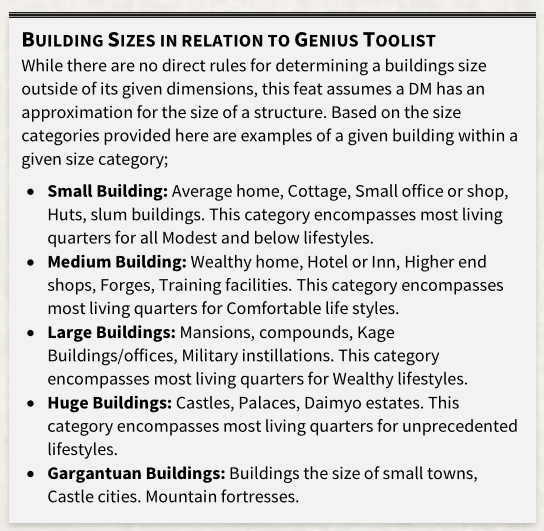 BUILDING SIZES IN RELATION TO GENIUS TOOLIST
While there are no direct rules for determining a buildings size
outside of its given dimensions, this feat assumes a DM has an
approximation for the size of a structure. Based on the size
categories provided here are examples of a given building within a
given size category;
• Small Building: Average home, Cottage, Small office or shop,
Huts, slum buildings. This category encompasses most living
quarters for all Modest and below lifestyles.
• Medium Building: Wealthy home, Hotel or Inn, Higher end
shops, Forges, Training facilities. This category encompasses
most living quarters for Comfortable life styles.
• Large Buildings: Mansions, compounds, Kage
Buildings/offices, Military instillations. This category
encompasses most living quarters for Wealthy lifestyles.
• Huge Buildings: Castles, Palaces, Daimyo estates. This
category encompasses most living quarters for unprecedented
lifestyles.
• Gargantuan Buildings: Buildings the size of small towns,
Castle cities. Mountain fortresses.